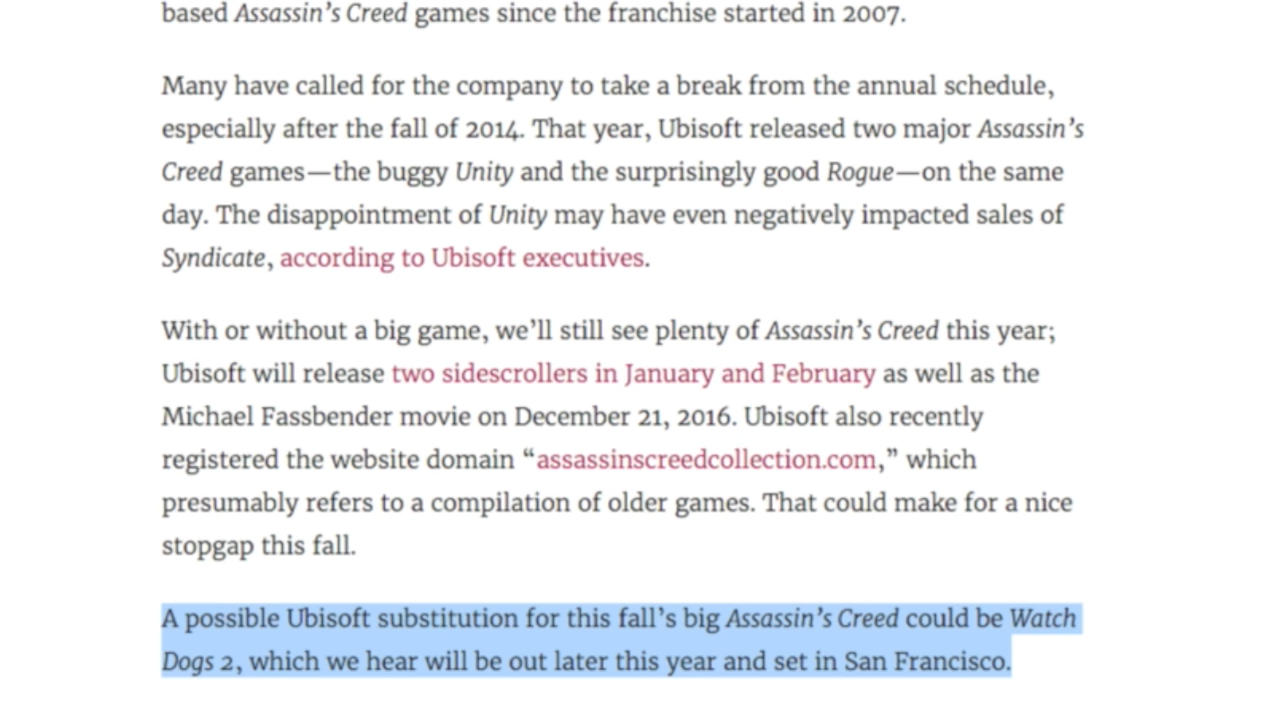 based Assassin’s Creed games since the franchise started in 2007.
Many have called for the company to take a break from the annual schedule,
especially after the fall of 2014. That year, Ubisoft released two major Assassin’s
Creed games—the buggy Unity and the surprisingly good Rogue—on the same
day. The disappointment of Unity may have even negatively impacted sales of
Syndicate, according to Ubisoft executives.
With or without a big game, we’ll still see plenty of Assassin’s Creed this year;
Ubisoft will release two sidescrollers in January and February as well as the
Michael Fassbender movie on December 21, 2016. Ubisoft also recently
registered the website domain “assassinscreedcollection.com,” which
presumably refers to a compilation of older games. That could make for a nice
stopgap this fall.
A possible Ubisoft substitution for this fall’s big Assassin’s Creed could be Watch
Dogs 2, which we hear will be out later this year and set in San Francisco.